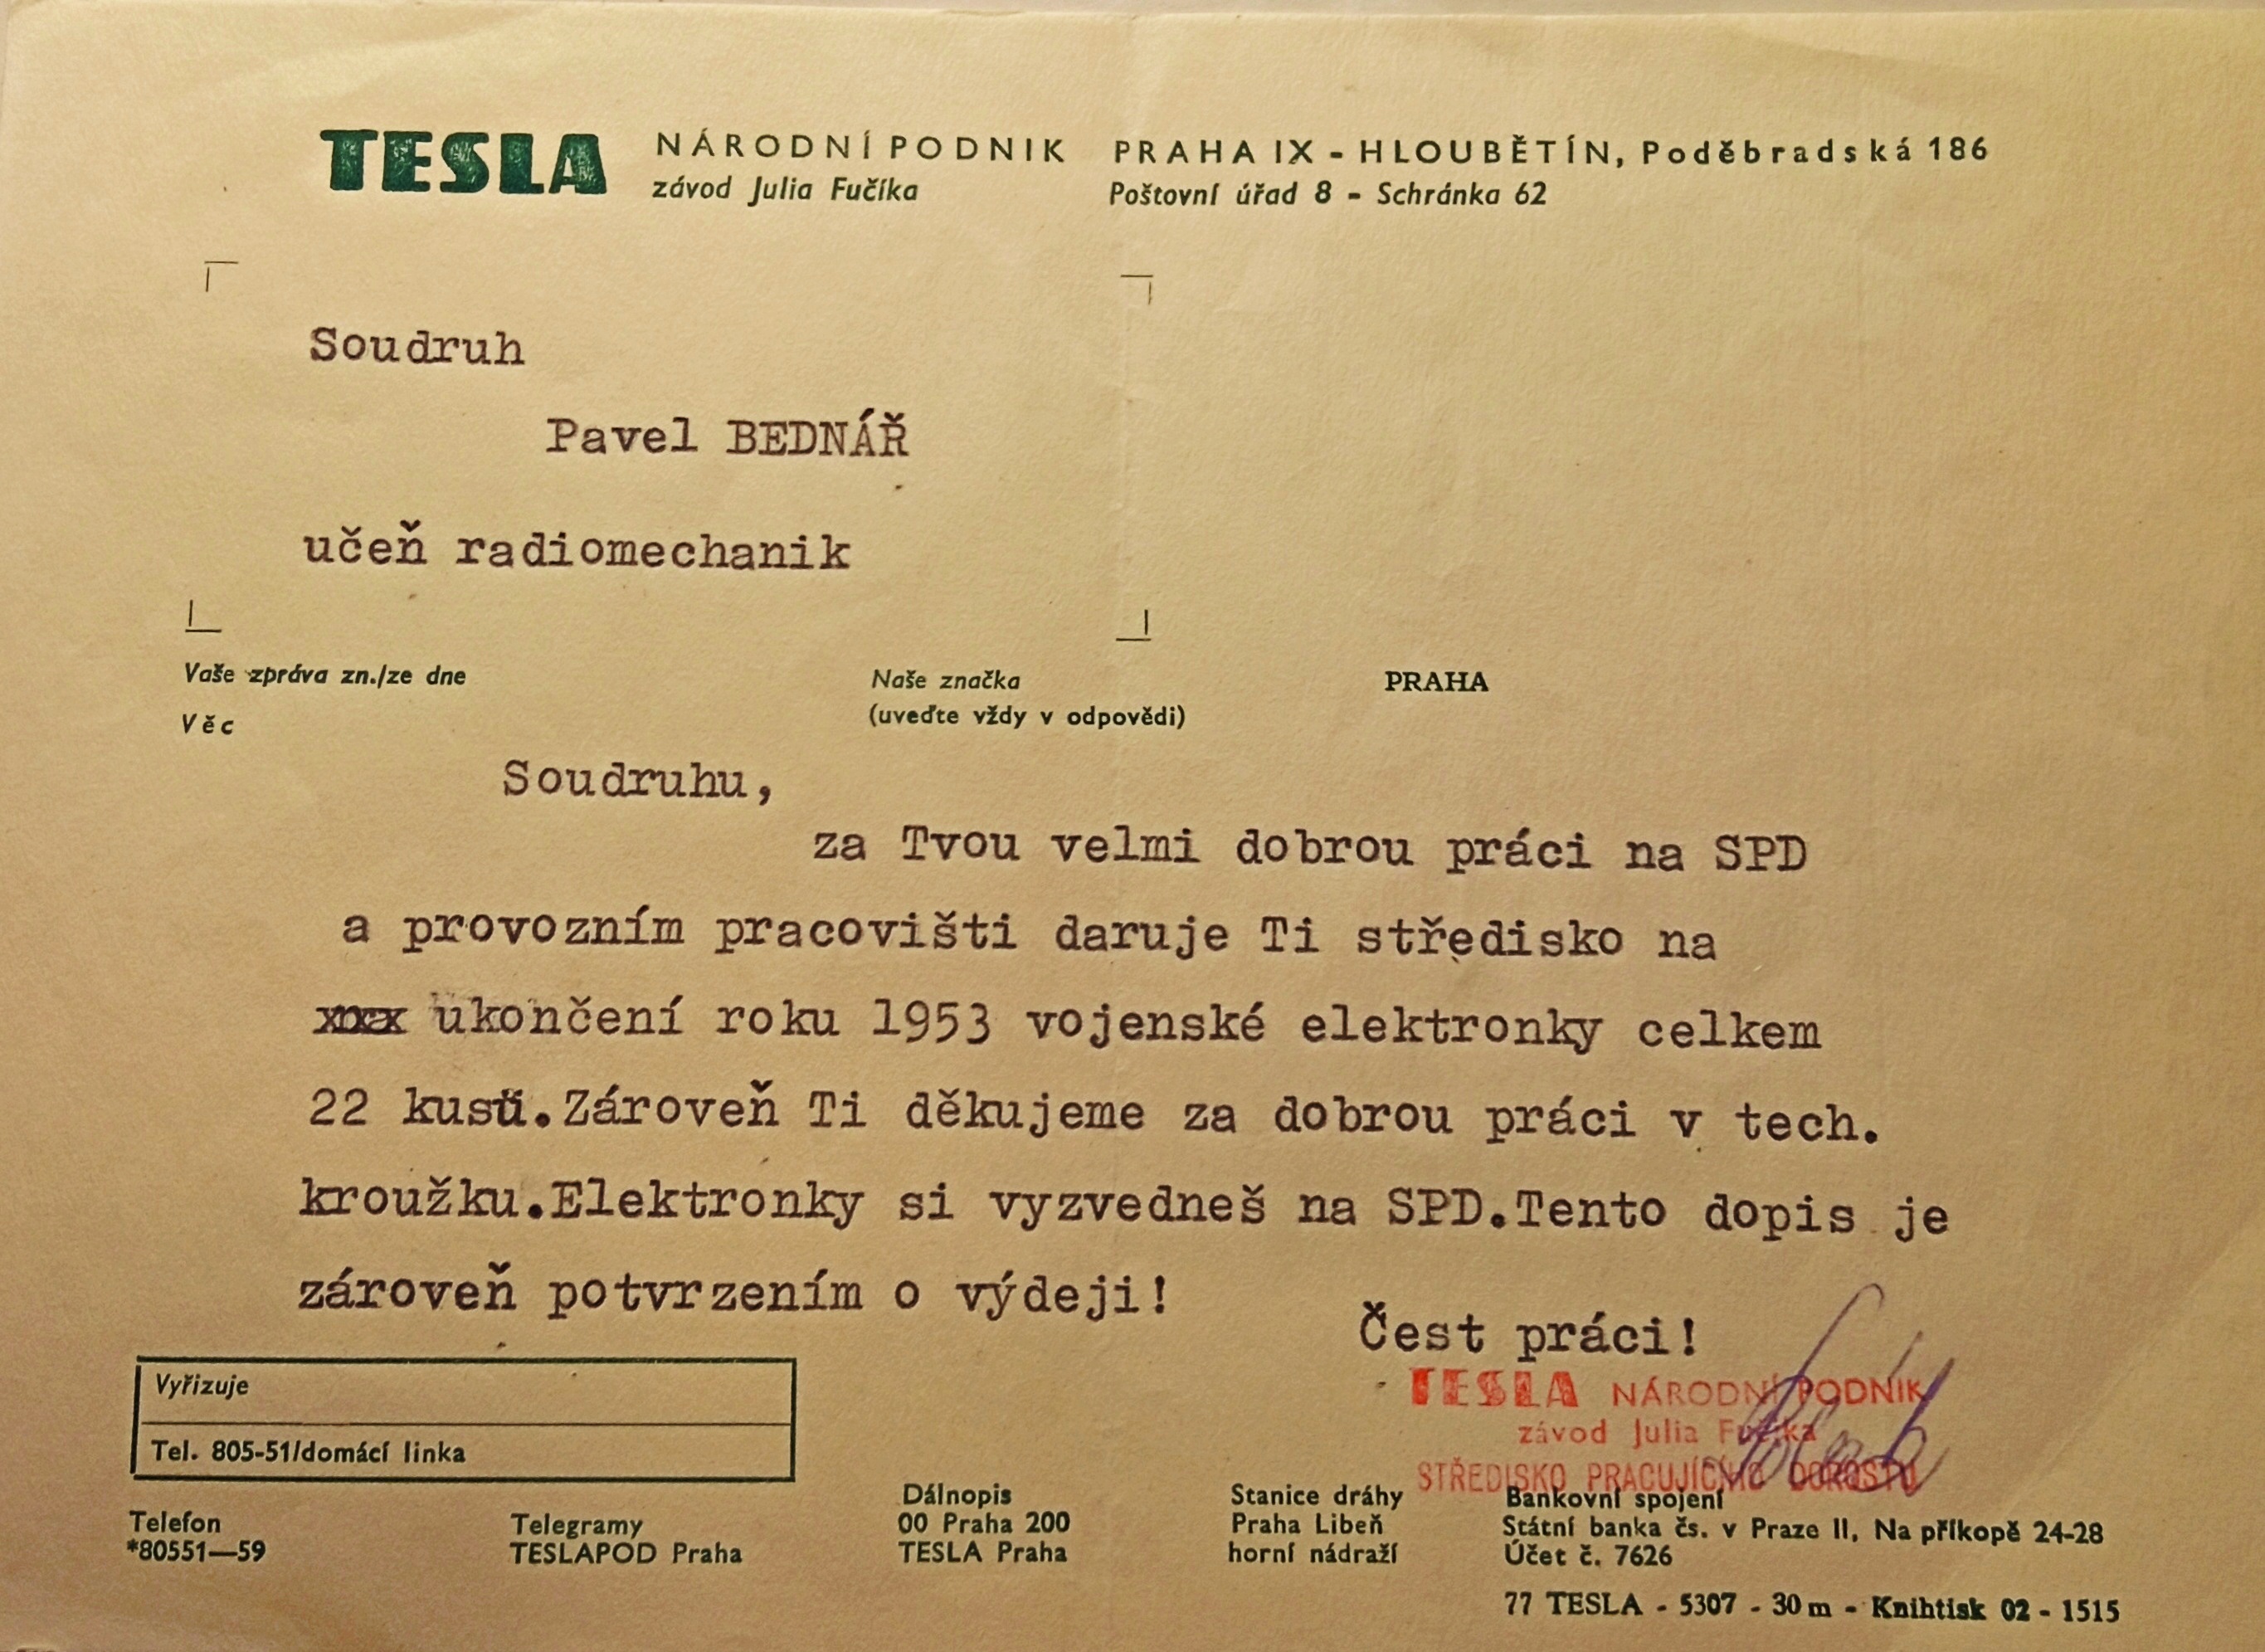 TESLA NÁRODNÍ PODNIK PRAHA IX - HLOUBĚTÍN, Poděbradská 186
závod Julia Fučíka Poštovní úřad 8 - Schránka 62
Soudruh
Pavel BEDNÁŘ
učeň radiomechanik
Vaše zpráva zn./ze dne Naše značka PRAHA
(uveďte vždy v odpovědi)
Věc
Soudruhu,
za Tvou velmi dobrou práci na SPD
a provozním pracovišti daruje Ti středisko na
ukončení roku 1953 vojenské elektronky celkem
22 kusů.Zároveň Ti děkujeme za dobrou práci v tech.
kroužku.Elektronky si vyzvedneš na SPD.Tento dopis je
zároveň potvrzením o výdeji!
Čest práci!
TESLA NÁRODNÍ PODNIK
závod Julia Fučíka
STŘEDISKO PRACUJÍCÍHO DOROSTU
Vyřizuje
Tel. 805-51/domácí linka
Telefon
*80551—59
Telegramy
TESLAPOD Praha
Dálnopis
00 Praha 200
TESLA Praha
Stanice dráhy
Praha Libeň
horní nádraží
Bankovní spojení
Státní banka čs. v Praze II, Na příkopě 24-28
Účet č. 7626
77 TESLA - 5307 - 30 m - Knihtisk 02 - 1515